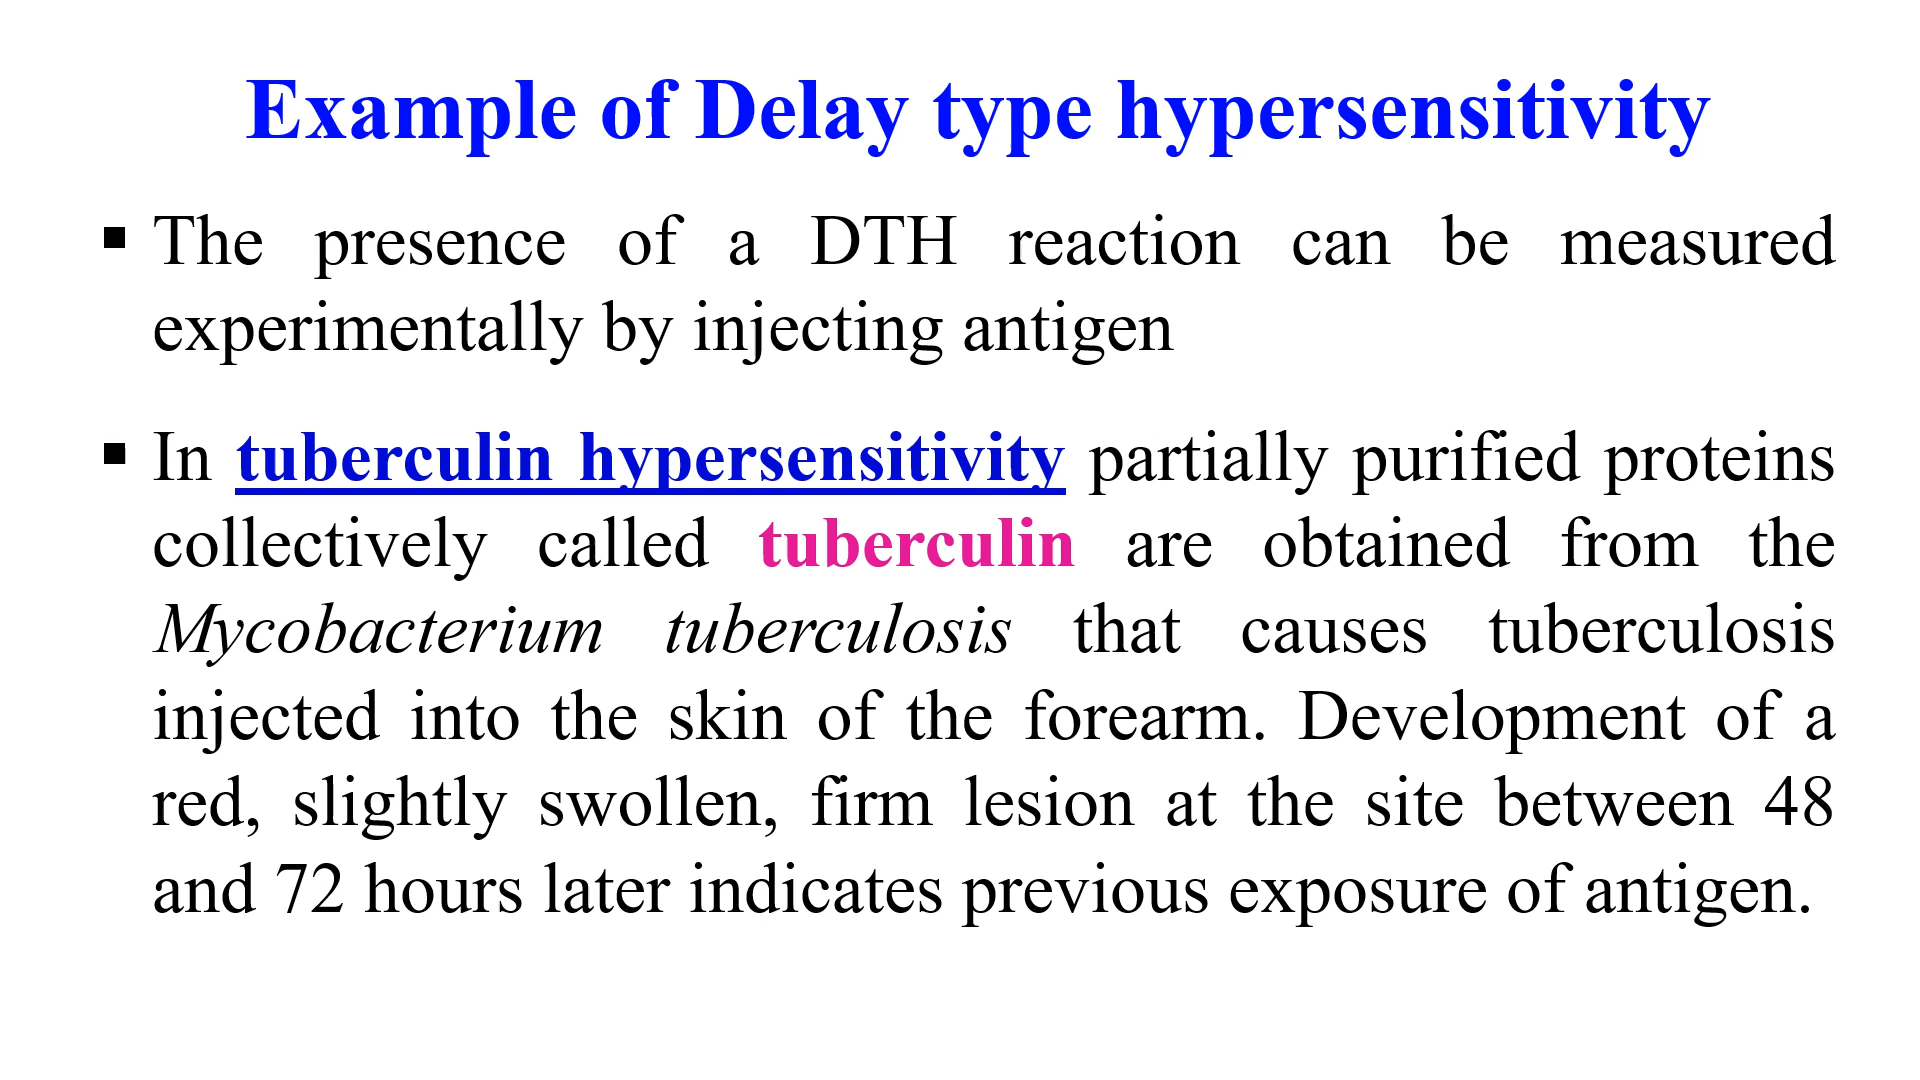 Example of Delay type hypersensitivity
▪ The presence of a DTH reaction can be measured
experimentally by injecting antigen
▪ In tuberculin hypersensitivity partially purified proteins
collectively called tuberculin are obtained from the
Mycobacterium tuberculosis that causes tuberculosis
injected into the skin of the forearm. Development of a
red, slightly swollen, firm lesion at the site between 48
and 72 hours later indicates previous exposure of antigen.